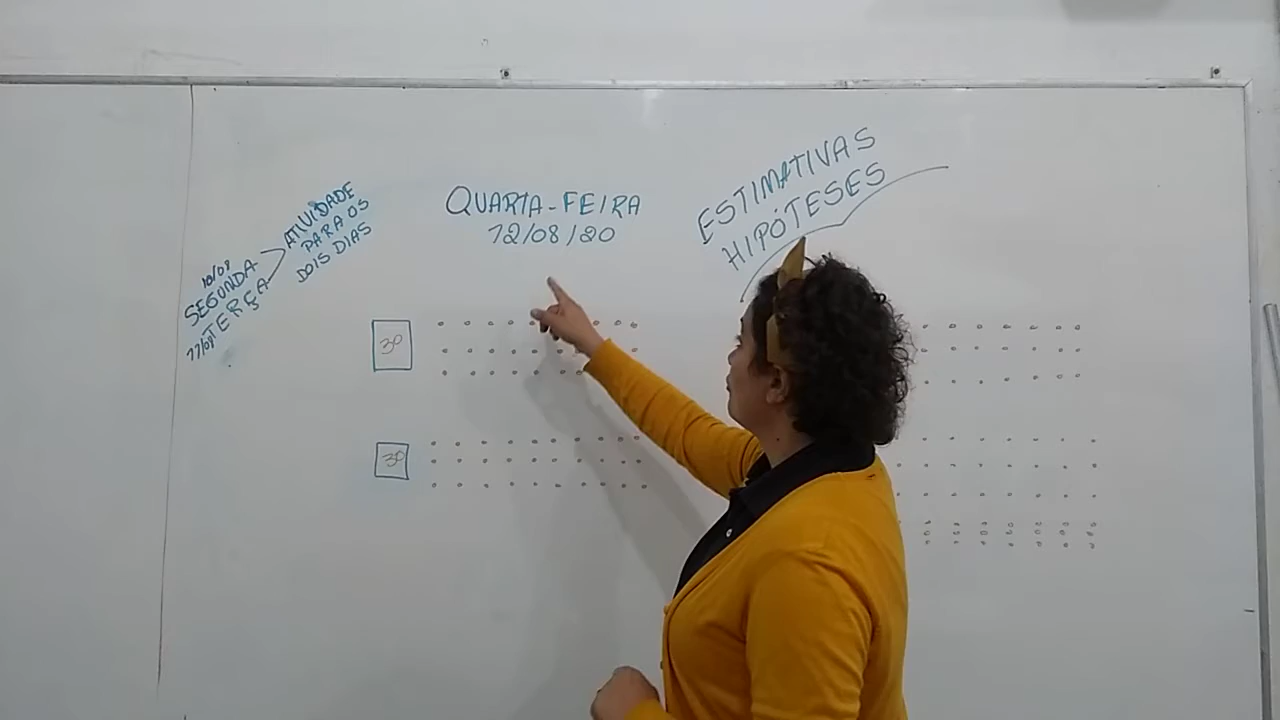 ATIVIDADE
PARA OS
DOIS DIAS
10/08
SEGUNDA
11/08 TERÇA
QUARTA-FEIRA
12/08/20
ESTIMATIVAS
HIPÓTESES
30
30